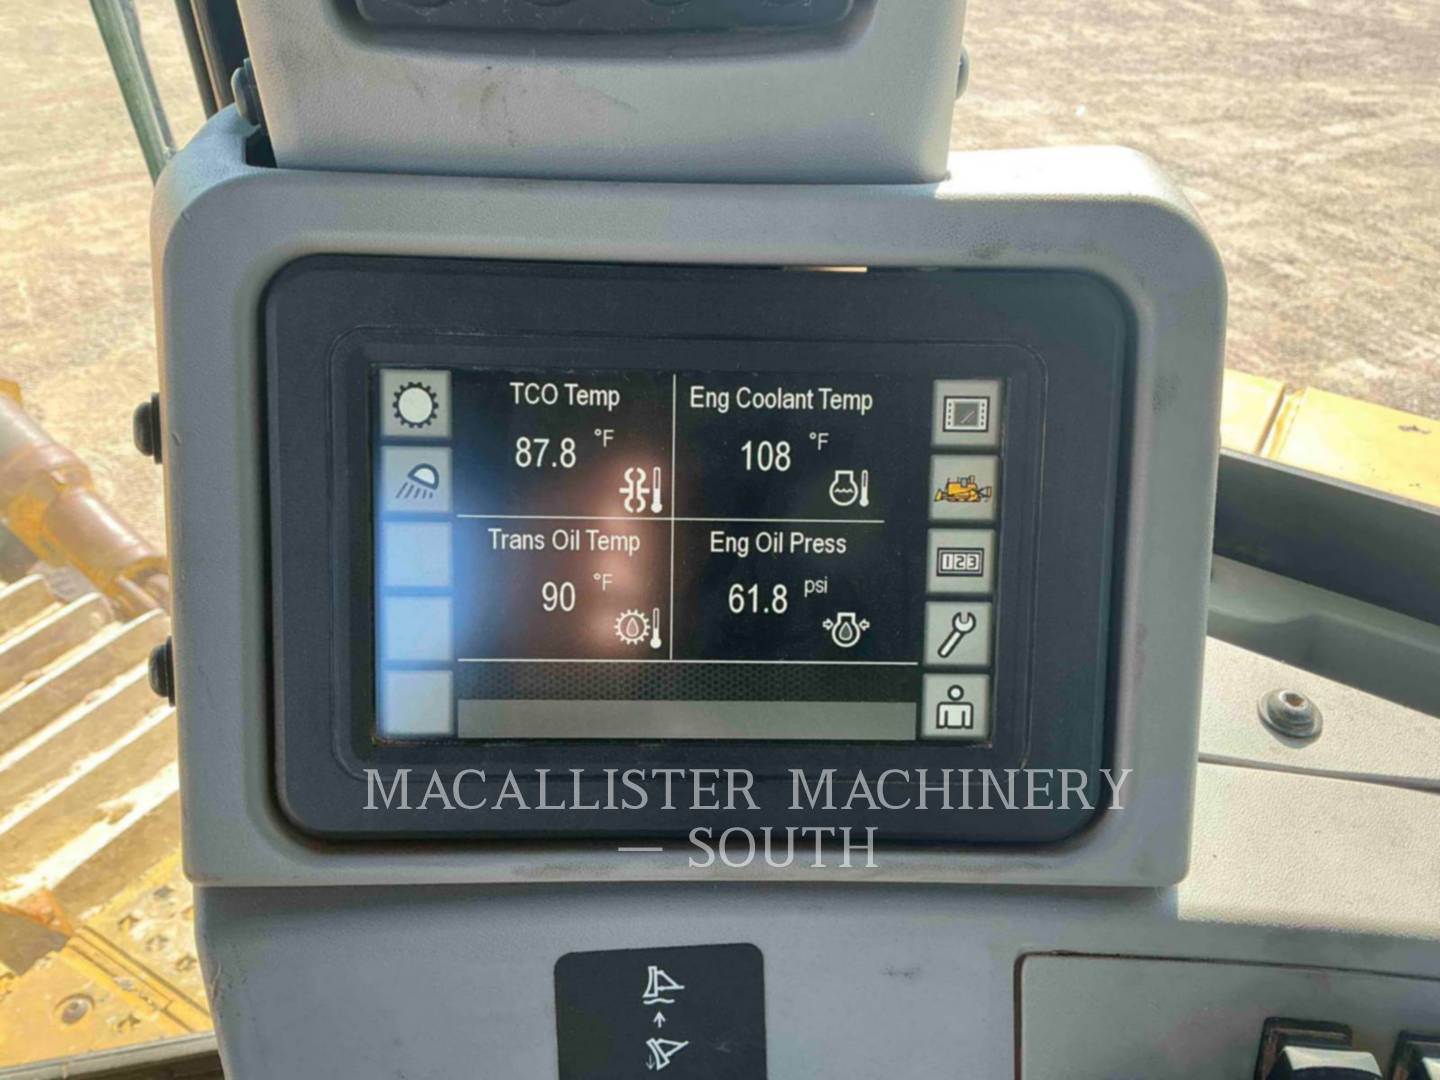 TCO Temp
87.8 °F
Eng Coolant Temp
108 °F
Trans Oil Temp
90 °F
Eng Oil Press
61.8 psi
123
MACALLISTER MACHINERY
— SOUTH